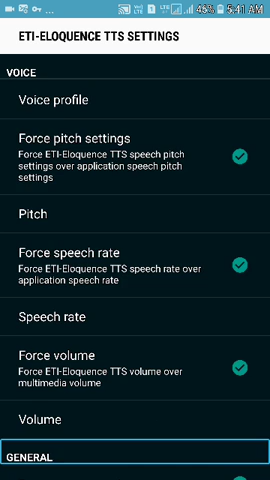 48% 5:41 AM
ETI-ELOQUENCE TTS SETTINGS
VOICE
Voice profile
Force pitch settings
Force ETI-Eloquence TTS speech pitch
settings over application speech pitch
settings
Pitch
Force speech rate
Force ETI-Eloquence TTS speech rate over
application speech rate
Speech rate
Force volume
Force ETI-Eloquence TTS volume over
multimedia volume
Volume
GENERAL